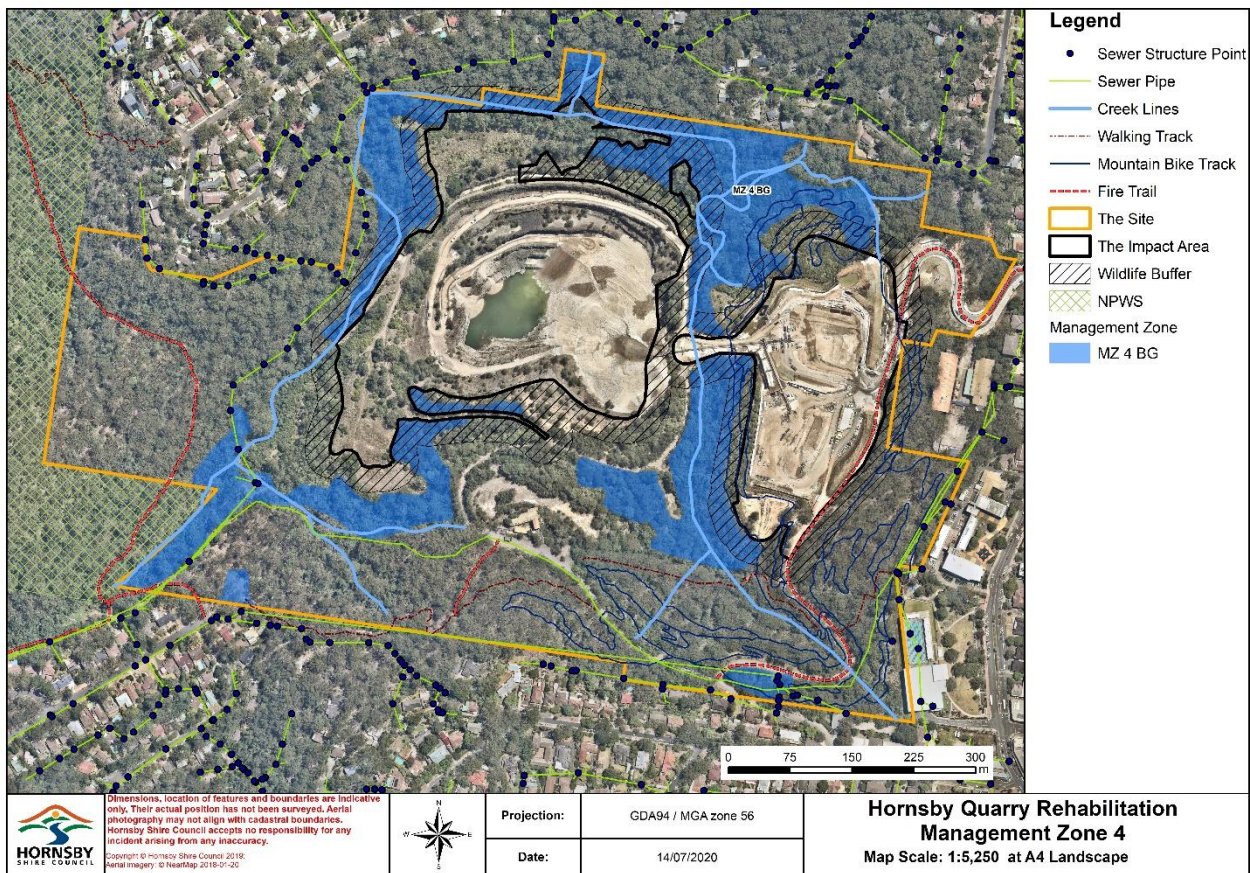 Legend
Sewer Structure Point
Sewer Pipe
Creek Lines
Walking Track
Mountain Bike Track
Fire Trail
The Site
The Impact Area
Wildlife Buffer
NPWS
Management Zone
MZ 4 BG
MZ 4 BG
0 75 150 225 300
m
HORNSBY
SHIRE COUNCIL
Dimensions, location of features and boundaries are indicative
only. Their actual position has not been surveyed. Aerial
photography may not align with cadastral boundaries.
Hornsby Shire Council accepts no responsibility for any
incident arising from any inaccuracy.
Copyright © Hornsby Shire Council 2019.
Aerial imagery: © NearMap 2018-01-20
N
W E
S
Projection: GDA94 / MGA zone 56
Date: 14/07/2020
Hornsby Quarry Rehabilitation
Management Zone 4
Map Scale: 1:5,250 at A4 Landscape